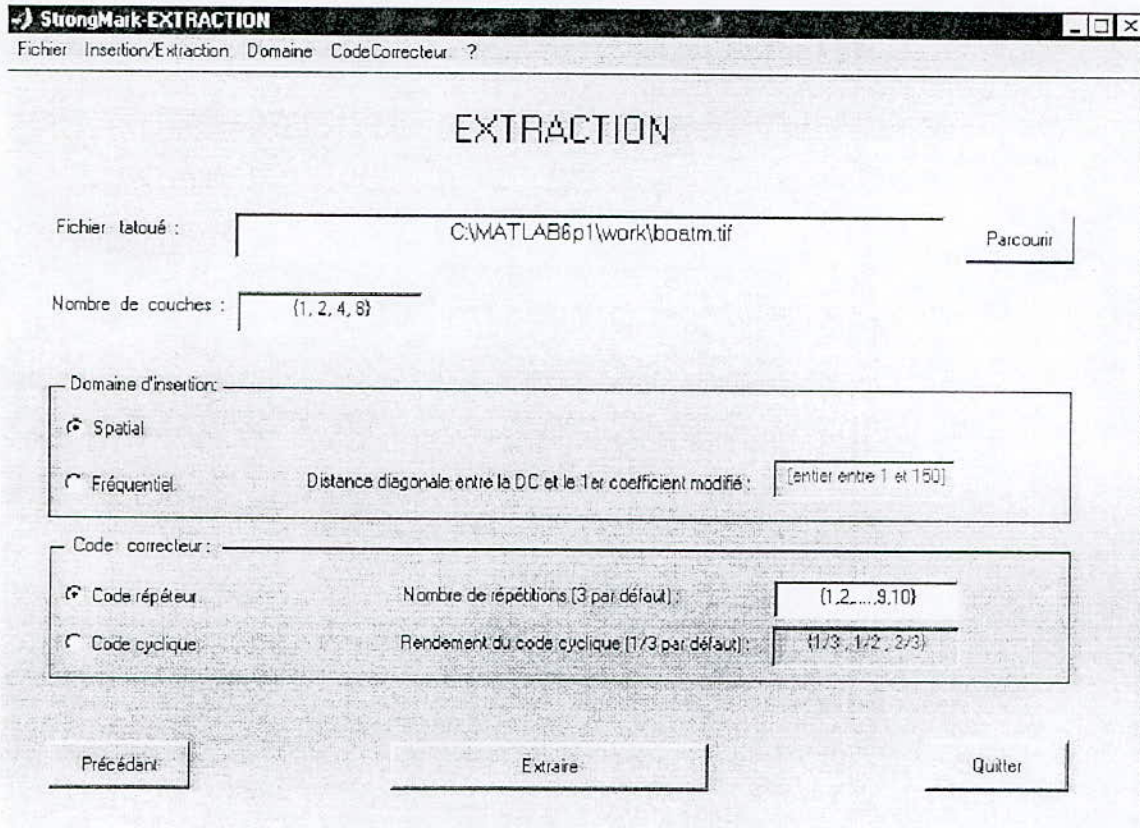 StrongMark-EXTRACTION
Fichier Insertion/Extraction Domaine CodeCorrecteur ?
EXTRACTION
Fichier tatoué : C:\MATLAB6p1\work\boatm.tif Parcourir
Nombre de couches : {1, 2, 4, 8}
Domaine d'insertion:
Spatial
Fréquentiel Distance diagonale entre la DC et le 1er coefficient modifié : [entier entre 1 et 150]
Code correcteur :
Code répéteur Nombre de répétitions (3 par défaut) : {1,2,...,9,10}
Code cyclique Rendement du code cyclique (1/3 par défaut) : {1/3 , 1/2 , 2/3}
Précédant Extraire Quitter